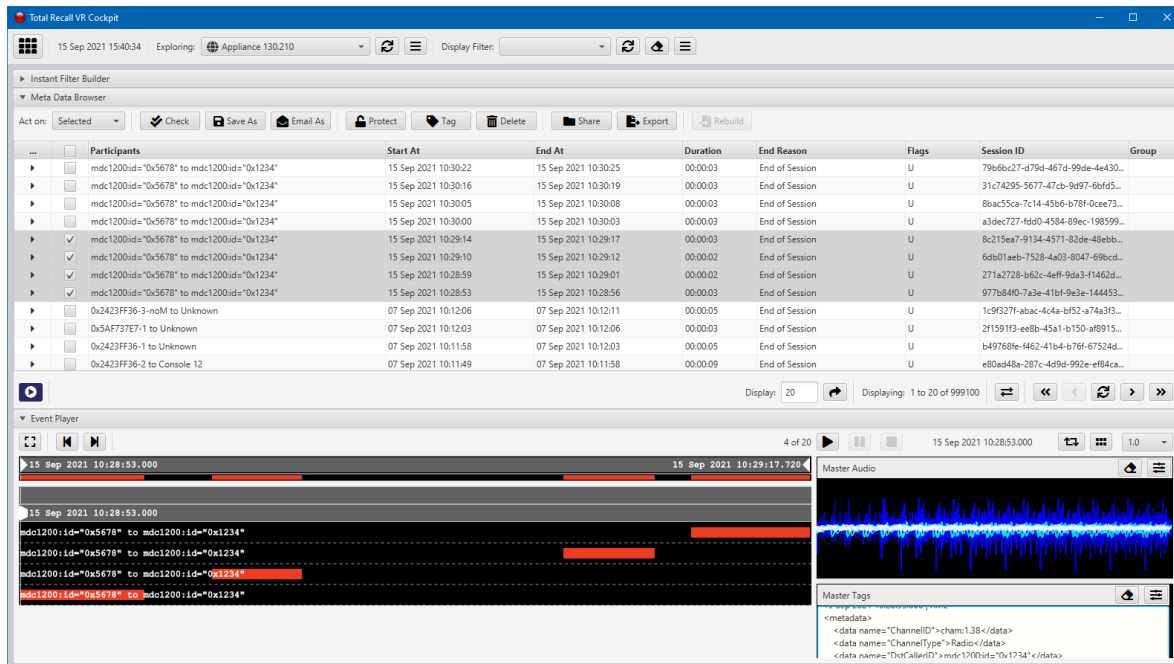 Total Recall VR Cockpit
15 Sep 2021 15:40:34 Exploring: Appliance 130.210 Display Filter:
Instant Filter Builder
Meta Data Browser
Act on: Selected Check Save As Email As Protect Tag Delete Share Export Rebuild
... Participants Start At End At Duration End Reason Flags Session ID Group
mdc1200:id="0x5678" to mdc1200:id="0x1234" 15 Sep 2021 10:30:22 15 Sep 2021 10:30:25 00:00:03 End of Session U 79b6bc27-d79d-467d-99de-4e430...
mdc1200:id="0x5678" to mdc1200:id="0x1234" 15 Sep 2021 10:30:16 15 Sep 2021 10:30:19 00:00:03 End of Session U 31c74295-5677-47cb-9d97-6bfd5...
mdc1200:id="0x5678" to mdc1200:id="0x1234" 15 Sep 2021 10:30:05 15 Sep 2021 10:30:08 00:00:03 End of Session U 8bac55ca-7c14-45b6-b78f-0cee73...
mdc1200:id="0x5678" to mdc1200:id="0x1234" 15 Sep 2021 10:30:00 15 Sep 2021 10:30:03 00:00:03 End of Session U a3dec727-fdd0-4584-89ec-198599...
mdc1200:id="0x5678" to mdc1200:id="0x1234" 15 Sep 2021 10:29:14 15 Sep 2021 10:29:17 00:00:03 End of Session U 8c215ea7-9134-4571-82de-48ebb...
mdc1200:id="0x5678" to mdc1200:id="0x1234" 15 Sep 2021 10:29:10 15 Sep 2021 10:29:12 00:00:02 End of Session U 6db01aeb-7528-4a03-8047-69bcd...
mdc1200:id="0x5678" to mdc1200:id="0x1234" 15 Sep 2021 10:28:59 15 Sep 2021 10:29:01 00:00:02 End of Session U 271a2728-b62c-4eff-9da3-f1462d...
mdc1200:id="0x5678" to mdc1200:id="0x1234" 15 Sep 2021 10:28:53 15 Sep 2021 10:28:56 00:00:03 End of Session U 977b84f0-7a3e-41bf-9e3e-144453...
0x2423FF36-3-noM to Unknown 07 Sep 2021 10:12:06 07 Sep 2021 10:12:11 00:00:05 End of Session U 1c9f327f-abac-4c4a-bf52-a74a3f3...
0x5AF737E7-1 to Unknown 07 Sep 2021 10:12:03 07 Sep 2021 10:12:06 00:00:03 End of Session U 2f1591f3-ee8b-45a1-b150-af8915...
0x2423FF36-1 to Unknown 07 Sep 2021 10:11:58 07 Sep 2021 10:12:03 00:00:05 End of Session U b49768fe-f462-41b4-b76f-67524d...
0x2423FF36-2 to Console 12 07 Sep 2021 10:11:49 07 Sep 2021 10:11:58 00:00:09 End of Session U e80ad48a-287c-4d9d-992e-ef84ca...
Display: 20 Displaying: 1 to 20 of 999100
Event Player
4 of 20 15 Sep 2021 10:28:53.000 1.0
15 Sep 2021 10:28:53.000 15 Sep 2021 10:29:17.720
15 Sep 2021 10:28:53.000
mdc1200:id="0x5678" to mdc1200:id="0x1234"
mdc1200:id="0x5678" to mdc1200:id="0x1234"
mdc1200:id="0x5678" to mdc1200:id="0x1234"
mdc1200:id="0x5678" to mdc1200:id="0x1234"
Master Audio
Master Tags
<metadata>
<data name="ChannelID">cham:1.38</data>
<data name="ChannelType">Radio</data>
<data name="DstCallerID">mdc1200:id="0x1234"</data>